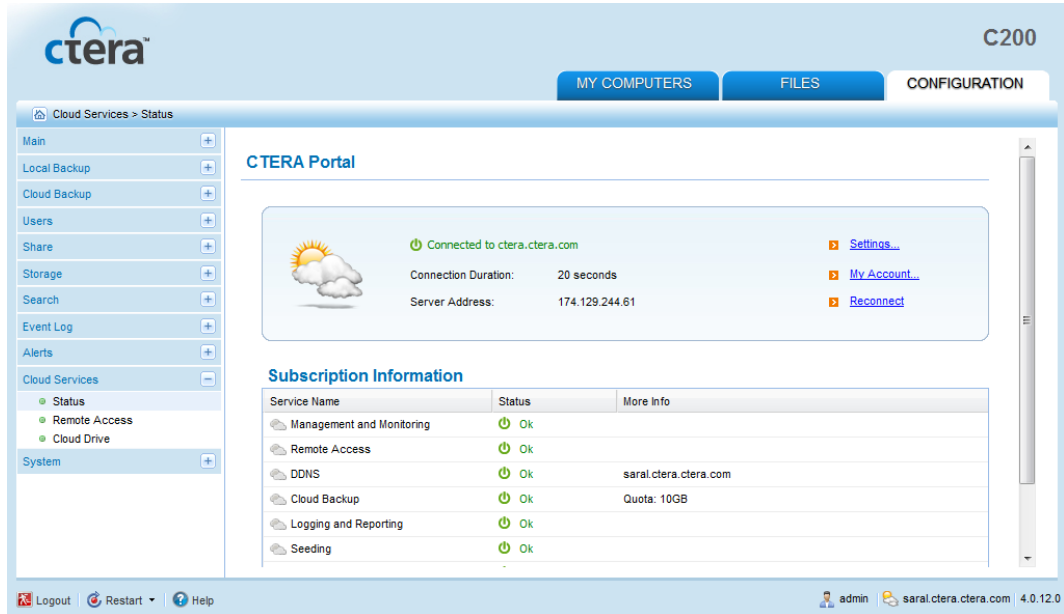 ctera™
C200
MY COMPUTERS FILES CONFIGURATION
Cloud Services > Status
Main
Local Backup
Cloud Backup
Users
Share
Storage
Search
Event Log
Alerts
Cloud Services
Status
Remote Access
Cloud Drive
System
CTERA Portal
Connected to ctera.ctera.com
Connection Duration: 20 seconds
Server Address: 174.129.244.61
Settings...
My Account...
Reconnect
Subscription Information
Service Name Status More Info
Management and Monitoring Ok
Remote Access Ok
DDNS Ok saral.ctera.ctera.com
Cloud Backup Ok Quota: 10GB
Logging and Reporting Ok
Seeding Ok
Logout Restart Help admin saral.ctera.ctera.com 4.0.12.0